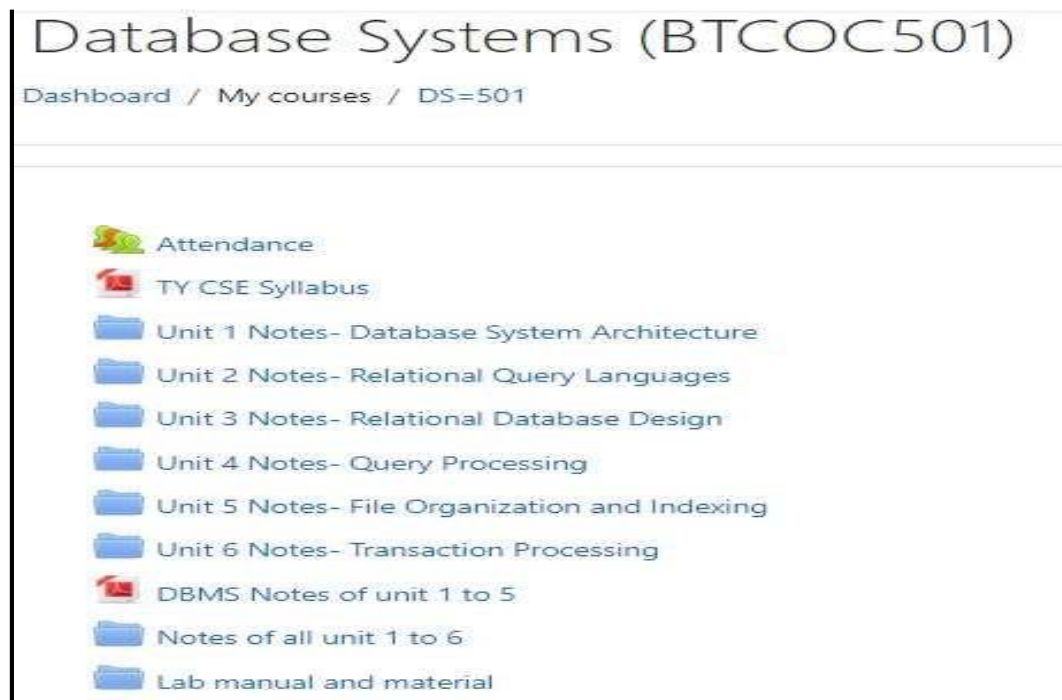 Database Systems (BTCOC501)
Dashboard / My courses / DS=501
Attendance
TY CSE Syllabus
Unit 1 Notes- Database System Architecture
Unit 2 Notes- Relational Query Languages
Unit 3 Notes- Relational Database Design
Unit 4 Notes- Query Processing
Unit 5 Notes- File Organization and Indexing
Unit 6 Notes- Transaction Processing
DBMS Notes of unit 1 to 5
Notes of all unit 1 to 6
Lab manual and material